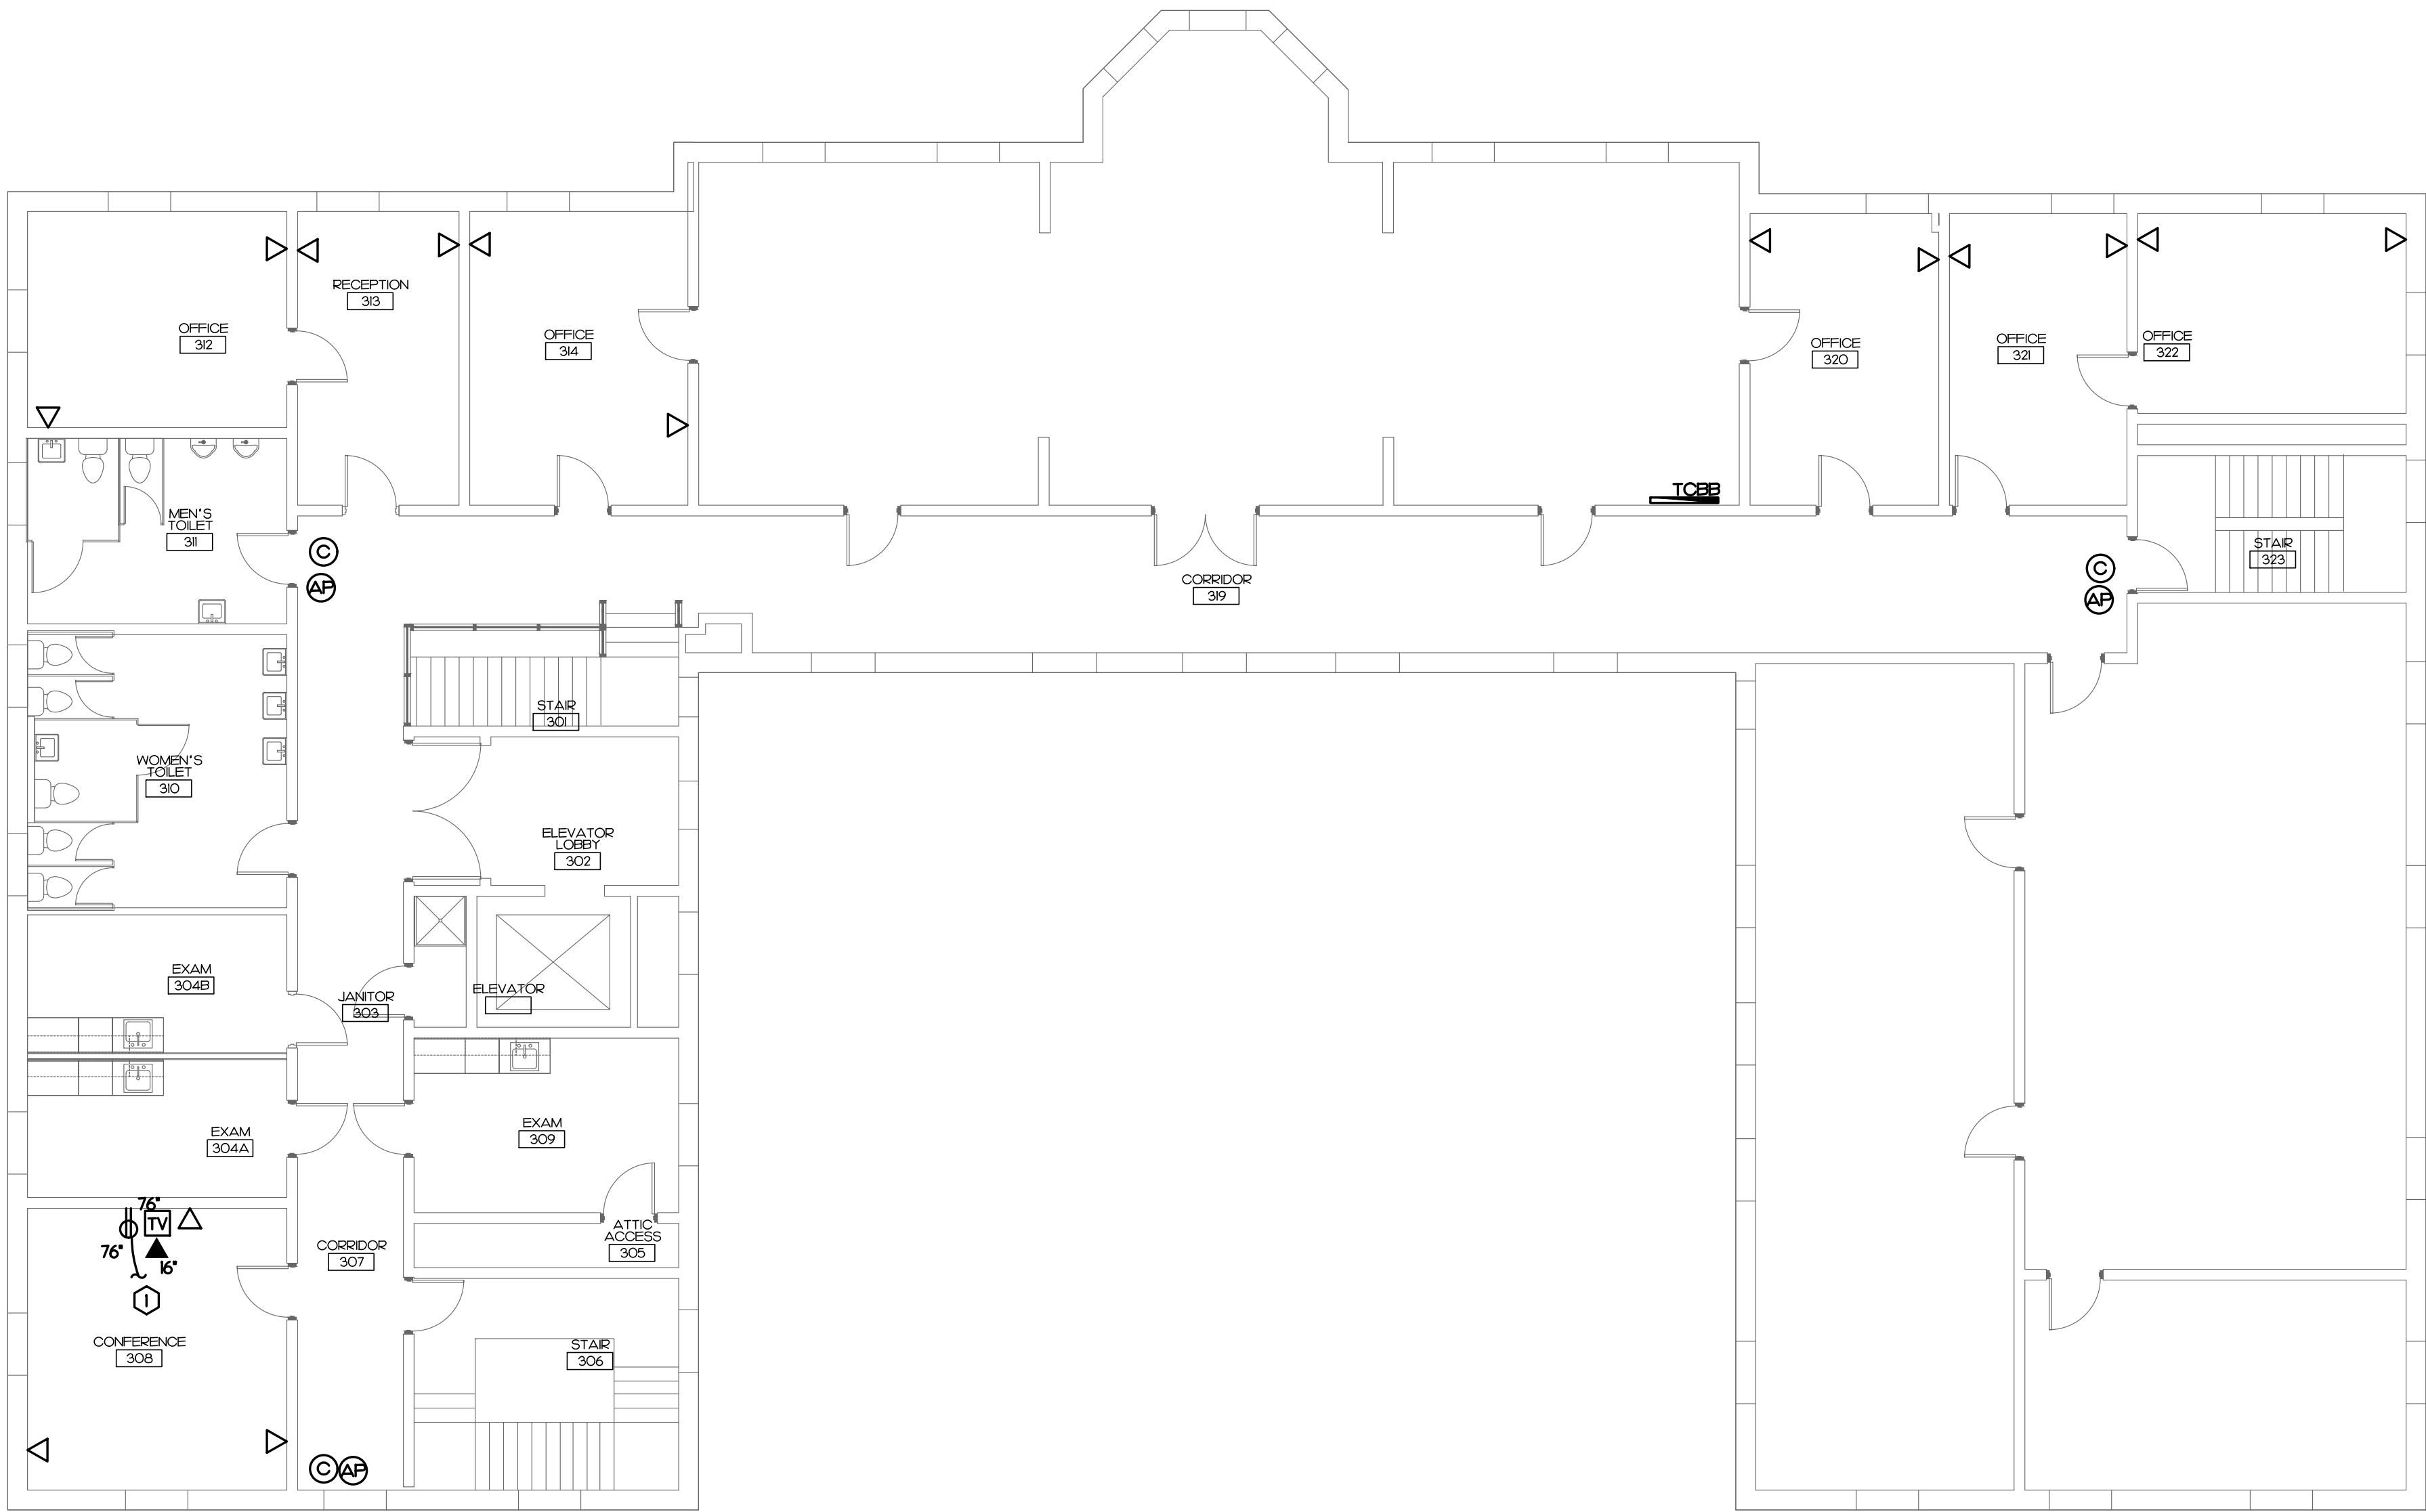 RECEPTION
313
OFFICE
312
OFFICE
314
OFFICE
320
OFFICE
321
OFFICE
322
TCBB
MEN'S
TOILET
311
C
AP
CORRIDOR
319
C
AP
STAIR
323
STAIR
301
WOMEN'S
TOILET
310
ELEVATOR
LOBBY
302
EXAM
304B
JANITOR
303
ELEVATOR
EXAM
304A
EXAM
309
76"
TV
76"
16"
1
CORRIDOR
307
ATTIC
ACCESS
305
CONFERENCE
308
STAIR
306
C
AP